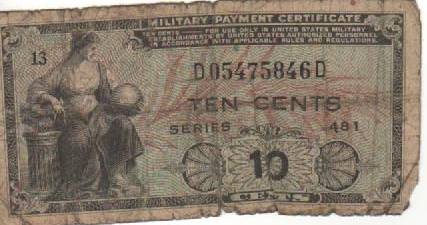 MILITARY PAYMENT CERTIFICATE
TEN CENTS FOR USE ONLY IN UNITED STATES MILITARY
ESTABLISHMENTS BY UNITED STATES AUTHORIZED PERSONNEL
IN ACCORDANCE WITH APPLICABLE RULES AND REGULATIONS.
13
D05475846D
TEN CENTS
SERIES 481
10
CENTS